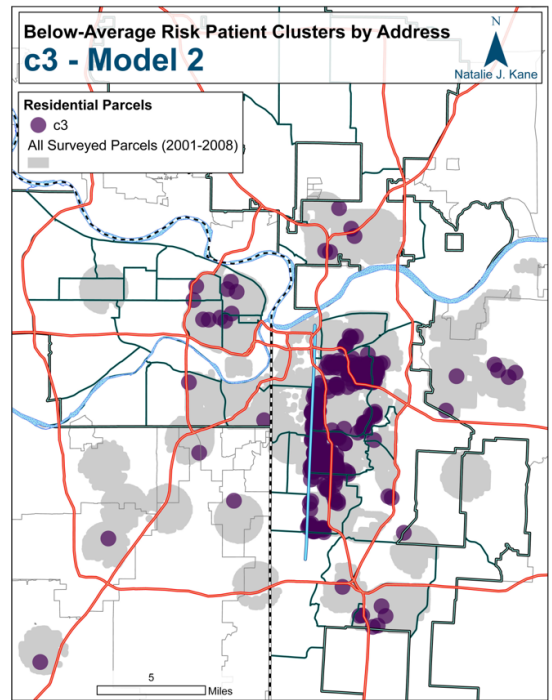 Below-Average Risk Patient Clusters by Address
c3 - Model 2
N
Natalie J. Kane
Residential Parcels
c3
All Surveyed Parcels (2001-2008)
5
Miles